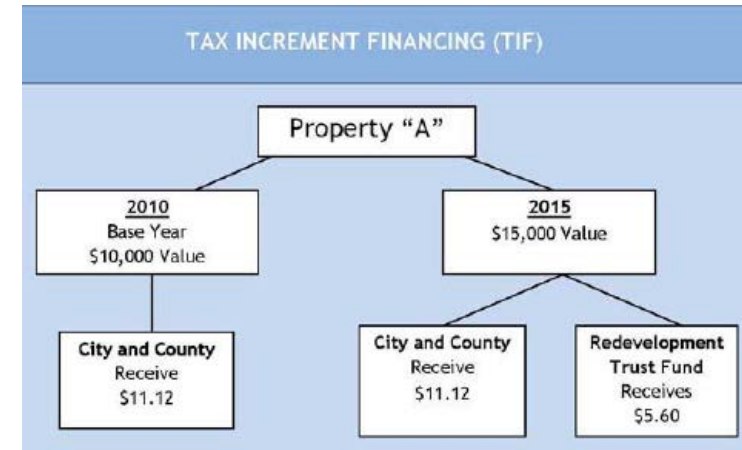 TAX INCREMENT FINANCING (TIF)
Property “A”
2010
Base Year
$10,000 Value
2015
$15,000 Value
City and County
Receive
$11.12
City and County
Receive
$11.12
Redevelopment
Trust Fund
Receives
$5.60